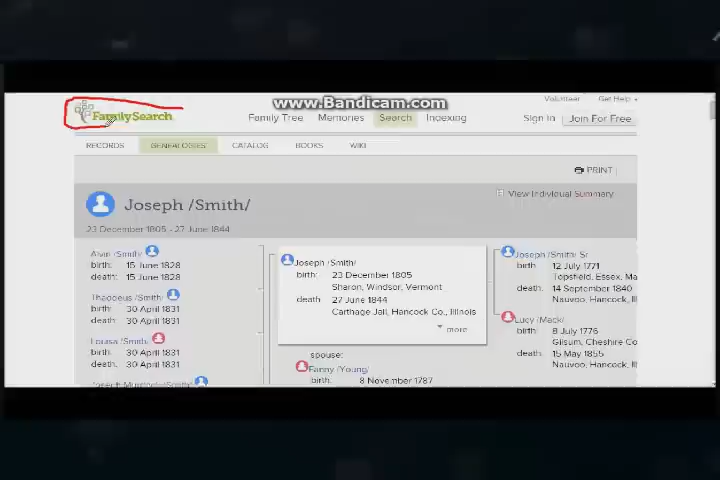 www.Bandicam.com
Volunteer Get Help
FamilySearch Family Tree Memories Search Indexing Sign In Join For Free
RECORDS GENEALOGIES CATALOG BOOKS WIKI
PRINT
Joseph /Smith/
View Individual Summary
23 December 1805 - 27 June 1844
Alvin /Smith/
birth: 15 June 1828
death: 15 June 1828
Thaddeus /Smith/
birth: 30 April 1831
death: 30 April 1831
Louisa /Smith/
birth: 30 April 1831
death: 30 April 1831
Joseph /Smith/
birth: 23 December 1805
Sharon, Windsor, Vermont
death 27 June 1844
Carthage Jail, Hancock Co., Illinois
more
spouse:
Fanny /Young/
birth: 8 November 1787
Joseph /Smith/ Sr
birth 12 July 1771
Topsfield, Essex, Ma
death 14 September 1840
Nauvoo, Hancock, Il
Lucy /Mack/
birth 8 July 1776
Gilsum, Cheshire Co
death 15 May 1855
Nauvoo, Hancock, Il